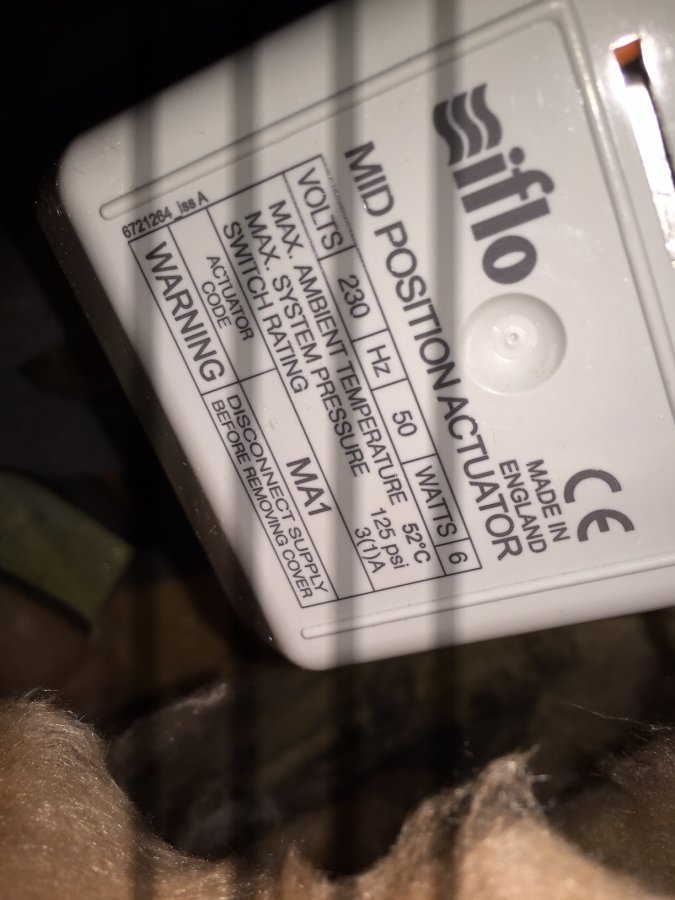 iflo
CE
MADE IN
ENGLAND
MID POSITION ACTUATOR
VOLTS 230 Hz 50 WATTS 6
MAX. AMBIENT TEMPERATURE 52°C
MAX. SYSTEM PRESSURE 125 psi
SWITCH RATING 3(1)A
ACTUATOR
CODE
MA1
WARNING
DISCONNECT SUPPLY
BEFORE REMOVING COVER
6721264 Iss A